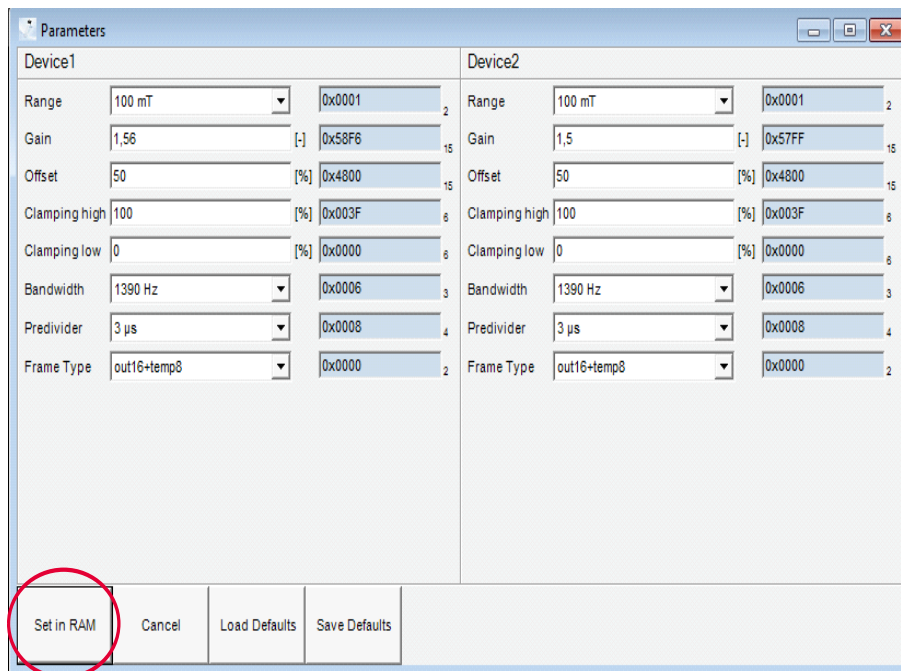 Parameters
Device1
Range 100 mT 0x0001 2
Gain 1,56 [-] 0x58F6 15
Offset 50 [%] 0x4800 15
Clamping high 100 [%] 0x003F 6
Clamping low 0 [%] 0x0000 6
Bandwidth 1390 Hz 0x0006 3
Predivider 3 µs 0x0008 4
Frame Type out16+temp8 0x0000 2
Device2
Range 100 mT 0x0001 2
Gain 1,5 [-] 0x57FF 15
Offset 50 [%] 0x4800 15
Clamping high 100 [%] 0x003F 6
Clamping low 0 [%] 0x0000 6
Bandwidth 1390 Hz 0x0006 3
Predivider 3 µs 0x0008 4
Frame Type out16+temp8 0x0000 2
Set in RAM Cancel Load Defaults Save Defaults